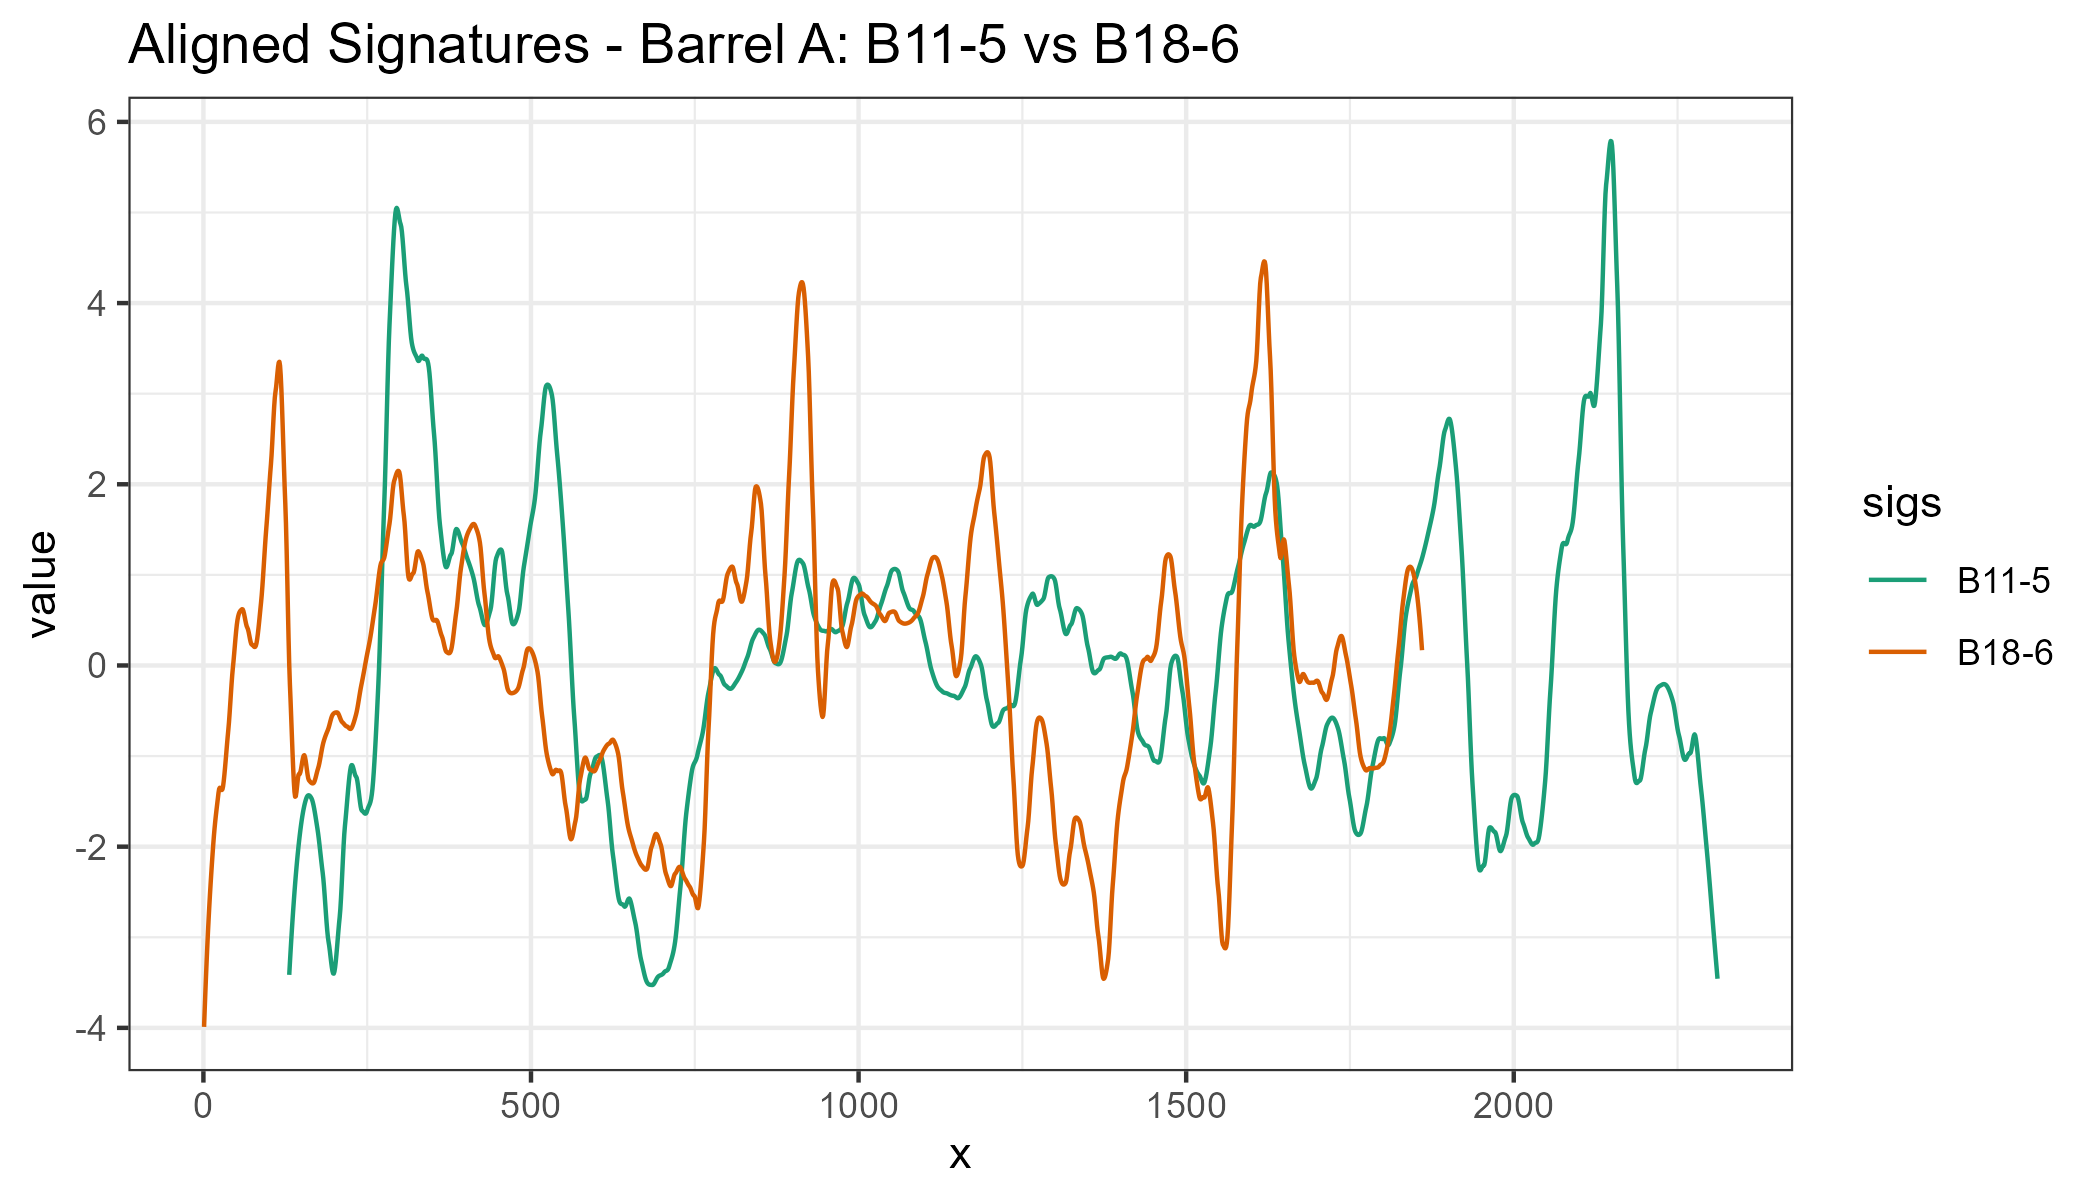 Aligned Signatures - Barrel A: B11-5 vs B18-6
6
4
2
0
-2
-4
value
0 500 1000 1500 2000
x
sigs
B11-5
B18-6